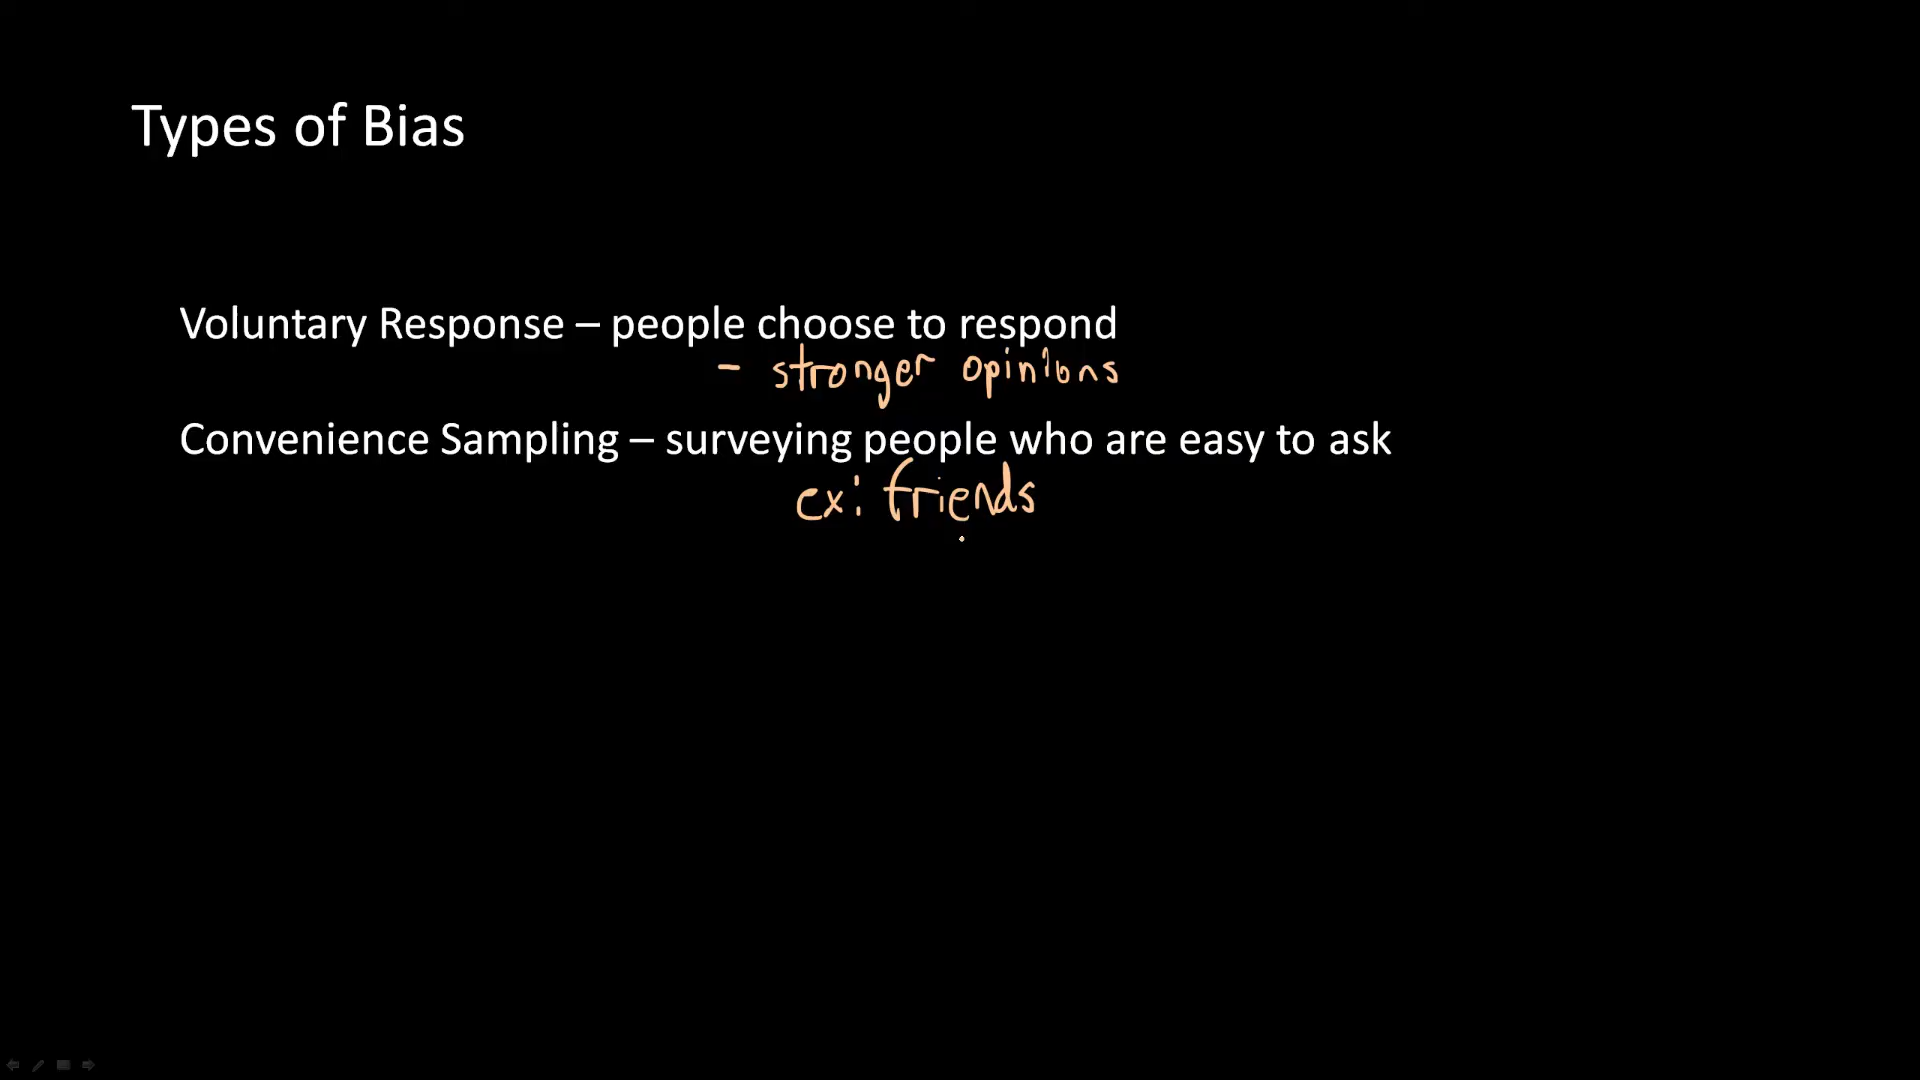 Types of Bias
Voluntary Response – people choose to respond
- stronger opinions
Convenience Sampling – surveying people who are easy to ask
ex: friends